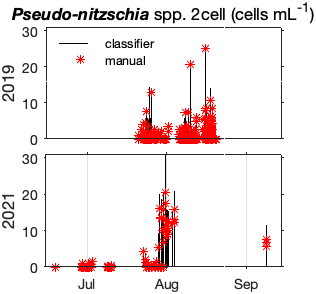 Pseudo-nitzschia spp. 2cell (cells mL⁻¹)
30
20
10
0
2019
classifier
manual
30
20
10
0
2021
Jul Aug Sep